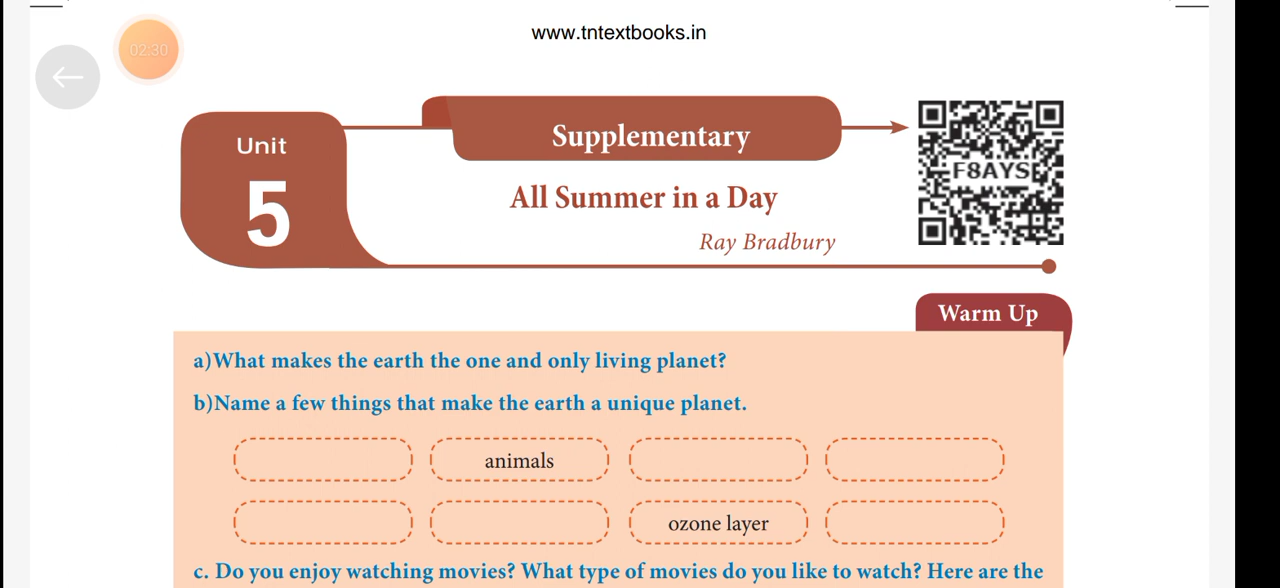 www.tntextbooks.in
02:30
Unit
5
Supplementary
All Summer in a Day
Ray Bradbury
F8AYSE
Warm Up
a)What makes the earth the one and only living planet?
b)Name a few things that make the earth a unique planet.
animals
ozone layer
c. Do you enjoy watching movies? What type of movies do you like to watch? Here are the